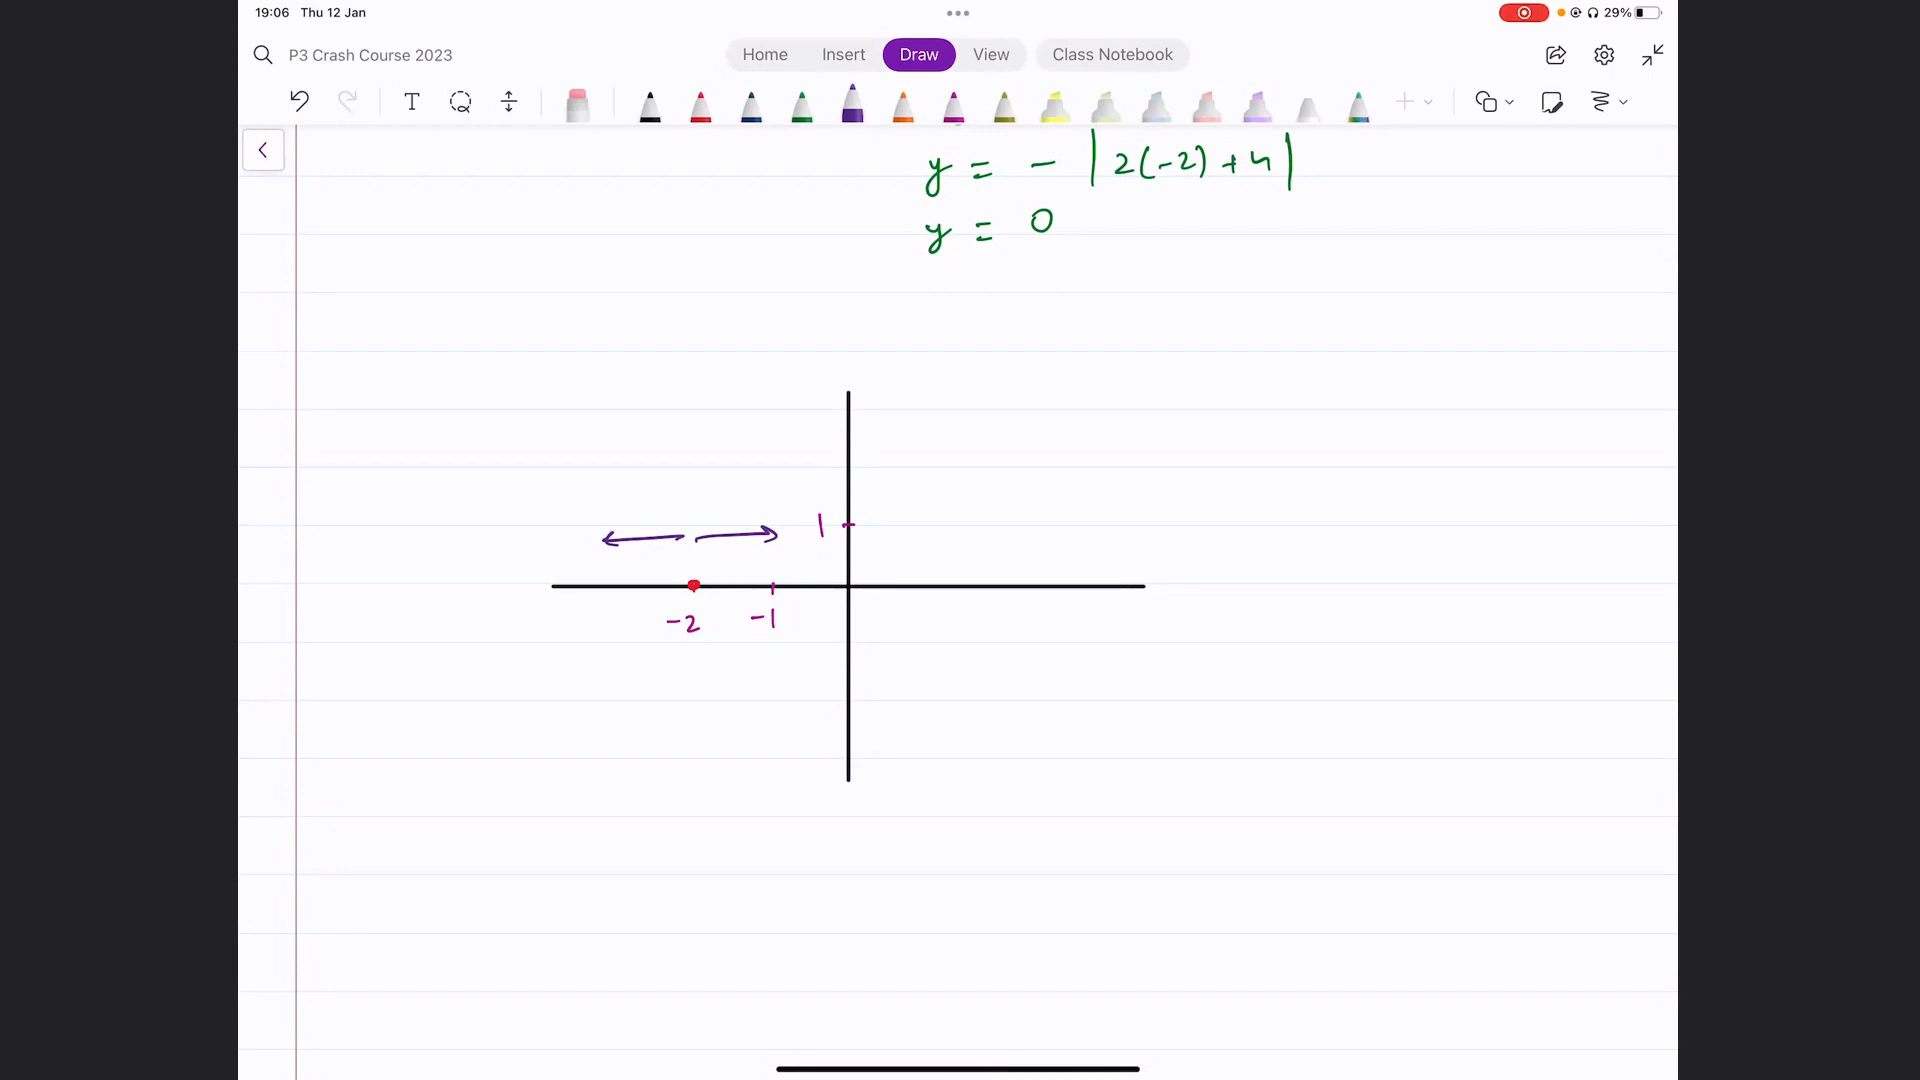 19:06 Thu 12 Jan 29%
P3 Crash Course 2023 Home Insert Draw View Class Notebook
T
y = - |2(-2) + 4|
y = 0
1
-2 -1